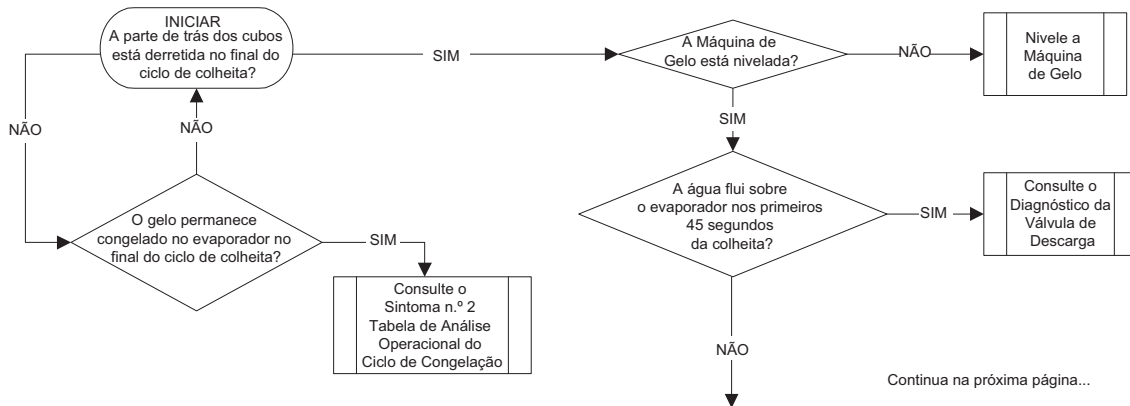 INICIAR
A parte de trás dos cubos
está derretida no final do
ciclo de colheita?
SIM
A Máquina de
Gelo está nivelada?
NÃO
Nivele a
Máquina
de Gelo
NÃO
NÃO
SIM
O gelo permanece
congelado no evaporador no
final do ciclo de colheita?
SIM
Consulte o
Sintoma n.º 2
Tabela de Análise
Operacional do
Ciclo de Congelação
A água flui sobre
o evaporador nos primeiros
45 segundos
da colheita?
SIM
Consulte o
Diagnóstico da
Válvula de
Descarga
NÃO
Continua na próxima página...